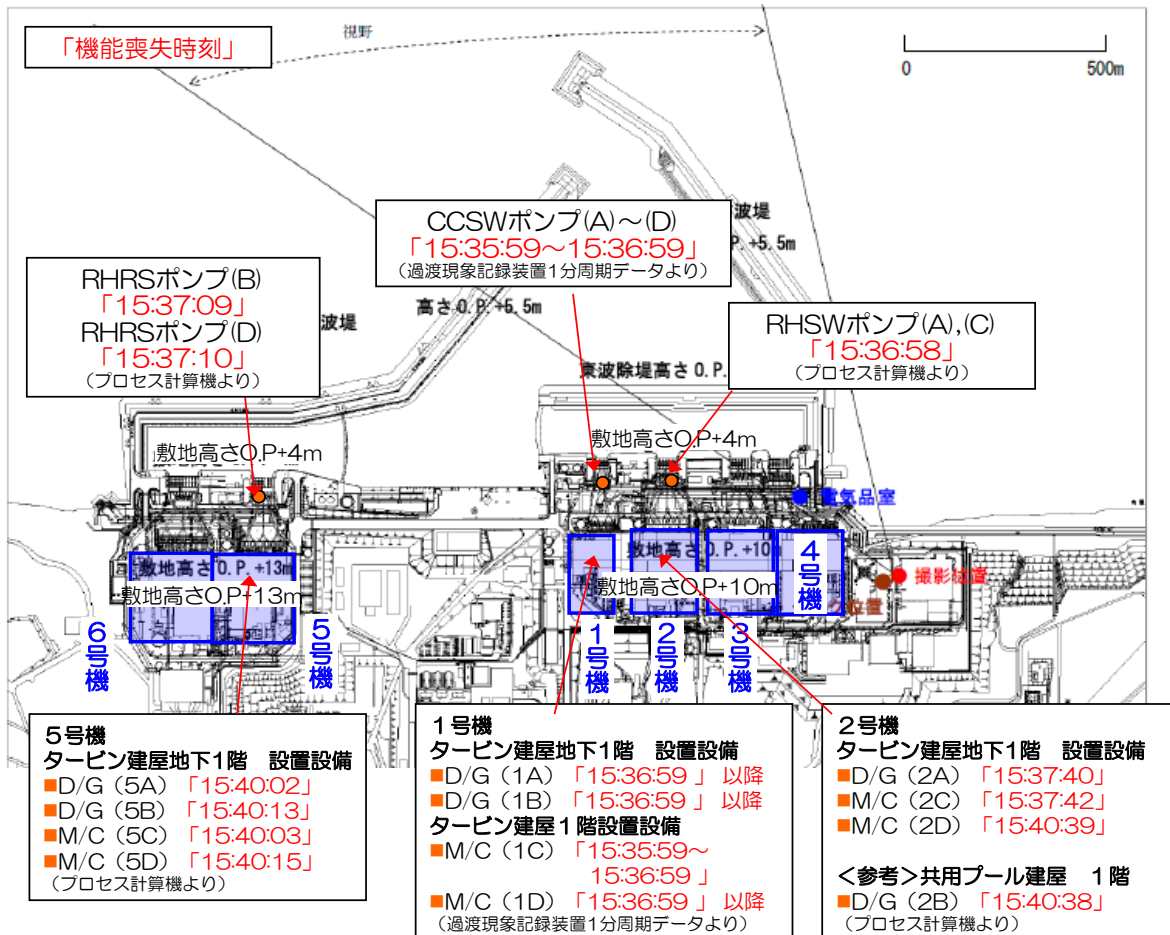 「機能喪失時刻」
視野
0 500m
CCSWポンプ(A)～(D)
「15:35:59～15:36:59」
（過渡現象記録装置1分周期データより）
波堤
P.+5.5m
RHRSポンプ(B)
「15:37:09」
RHRSポンプ(D)
「15:37:10」
（プロセス計算機より）
波堤
高さ O.P.+5.5m
RHSWポンプ(A),(C)
「15:36:58」
（プロセス計算機より）
東波除堤高さ O.P.
敷地高さO.P+4m
敷地高さO.P+4m
電気品室
敷地高さ O.P.+13m
敷地高さO.P+13m
敷地高さ O.P.+10m
敷地高さO.P+10m
撮影位置
位置
6号機
5号機
1号機
2号機
3号機
4号機
5号機
タービン建屋地下1階　設置設備
■D/G（5A）「15:40:02」
■D/G（5B）「15:40:13」
■M/C（5C）「15:40:03」
■M/C（5D）「15:40:15」
（プロセス計算機より）
1号機
タービン建屋地下1階　設置設備
■D/G（1A）「15:36:59 」以降
■D/G（1B）「15:36:59 」以降
タービン建屋1階設置設備
■M/C（1C）「15:35:59～
15:36:59 」
■M/C（1D）「15:36:59 」以降
（過渡現象記録装置1分周期データより）
2号機
タービン建屋地下1階　設置設備
■D/G（2A）「15:37:40」
■M/C（2C）「15:37:42」
■M/C（2D）「15:40:39」
＜参考＞共用プール建屋　1階
■D/G（2B）「15:40:38」
（プロセス計算機より）